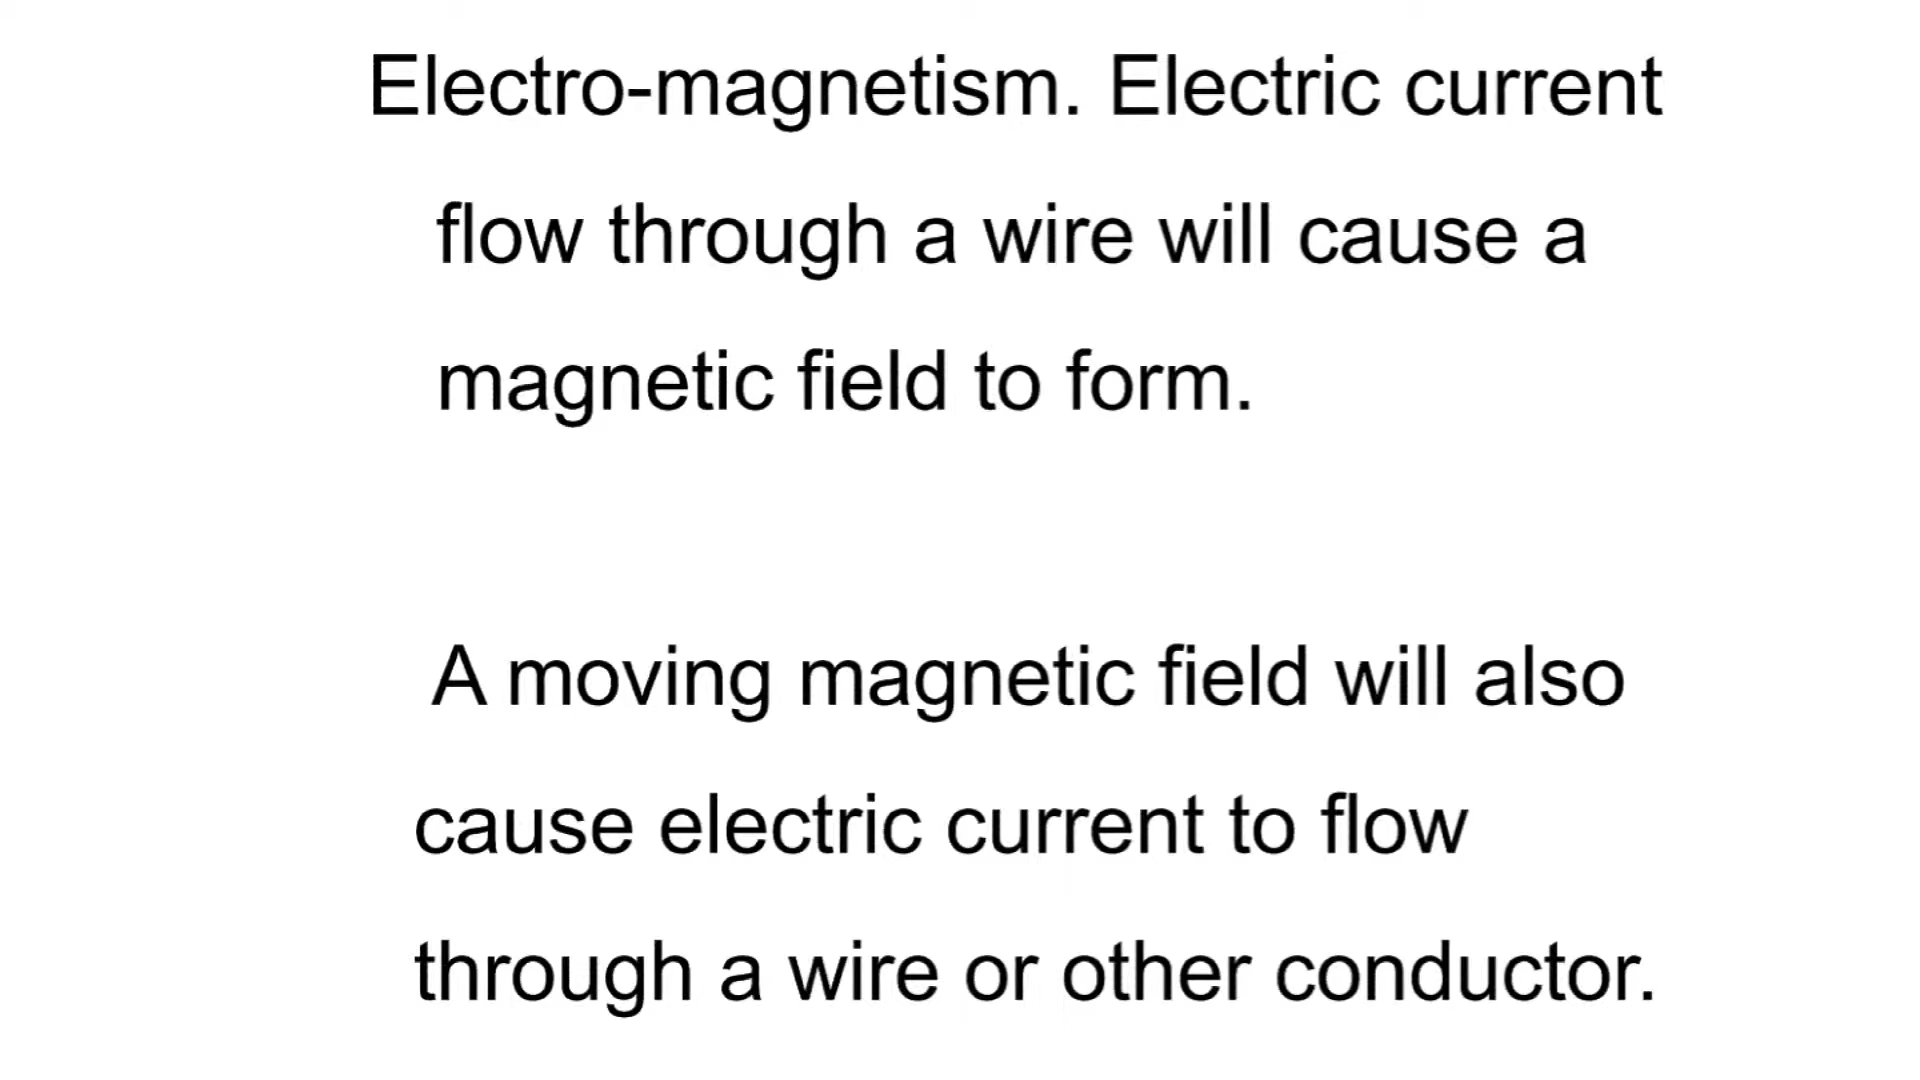 Electro-magnetism. Electric current
flow through a wire will cause a
magnetic field to form.
A moving magnetic field will also
cause electric current to flow
through a wire or other conductor.